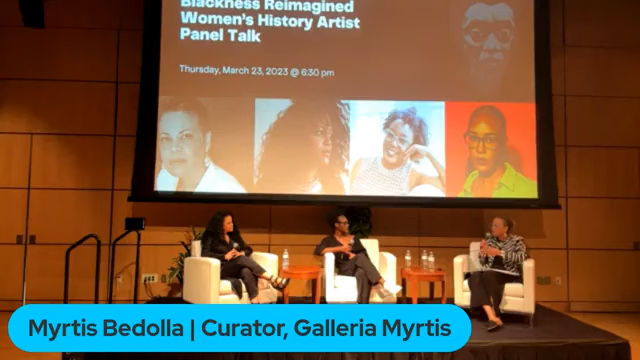 Blackness Reimagined
Women's History Artist
Panel Talk
Thursday, March 23, 2023 @ 6:30 pm
Myrtis Bedolla | Curator, Galleria Myrtis